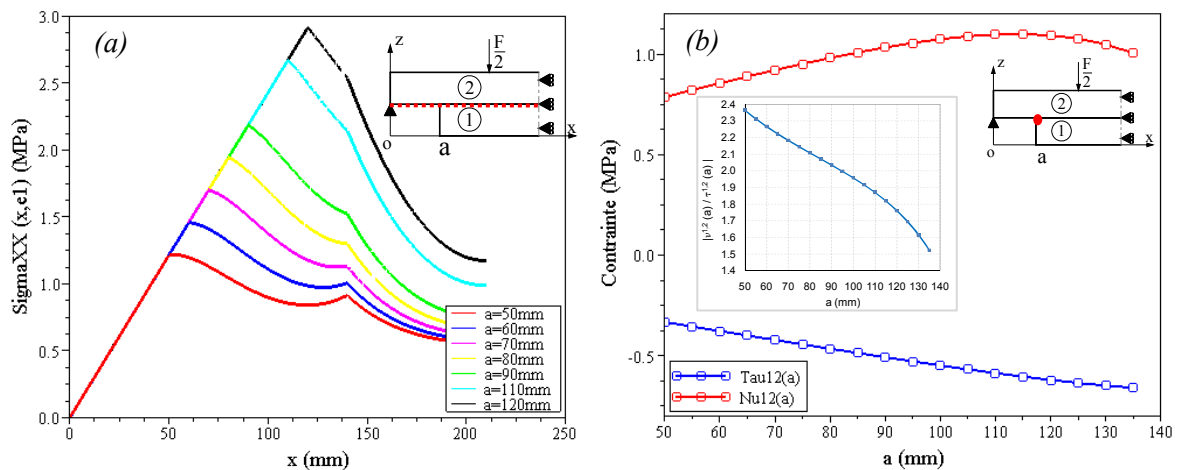 (a)
SigmaXX (x,e1) (MPa)
3.0
2.5
2.0
1.5
1.0
0.5
0.0
0
50
100
150
200
250
x (mm)
z
F
2
②
①
o
a
x
a=50mm
a=60mm
a=70mm
a=80mm
a=90mm
a=110mm
a=120mm
(b)
Contrainte (MPa)
1.0
0.5
0.0
-0.5
50
60
70
80
90
100
110
120
130
140
a (mm)
|ν¹,²(a) / τ¹,²(a) |
2.4
2.3
2.2
2.1
2.0
1.9
1.8
1.7
1.6
1.5
1.4
50 60 70 80 90 100 110 120 130 140
a (mm)
z
F
2
②
①
o
a
x
Tau12(a)
Nu12(a)